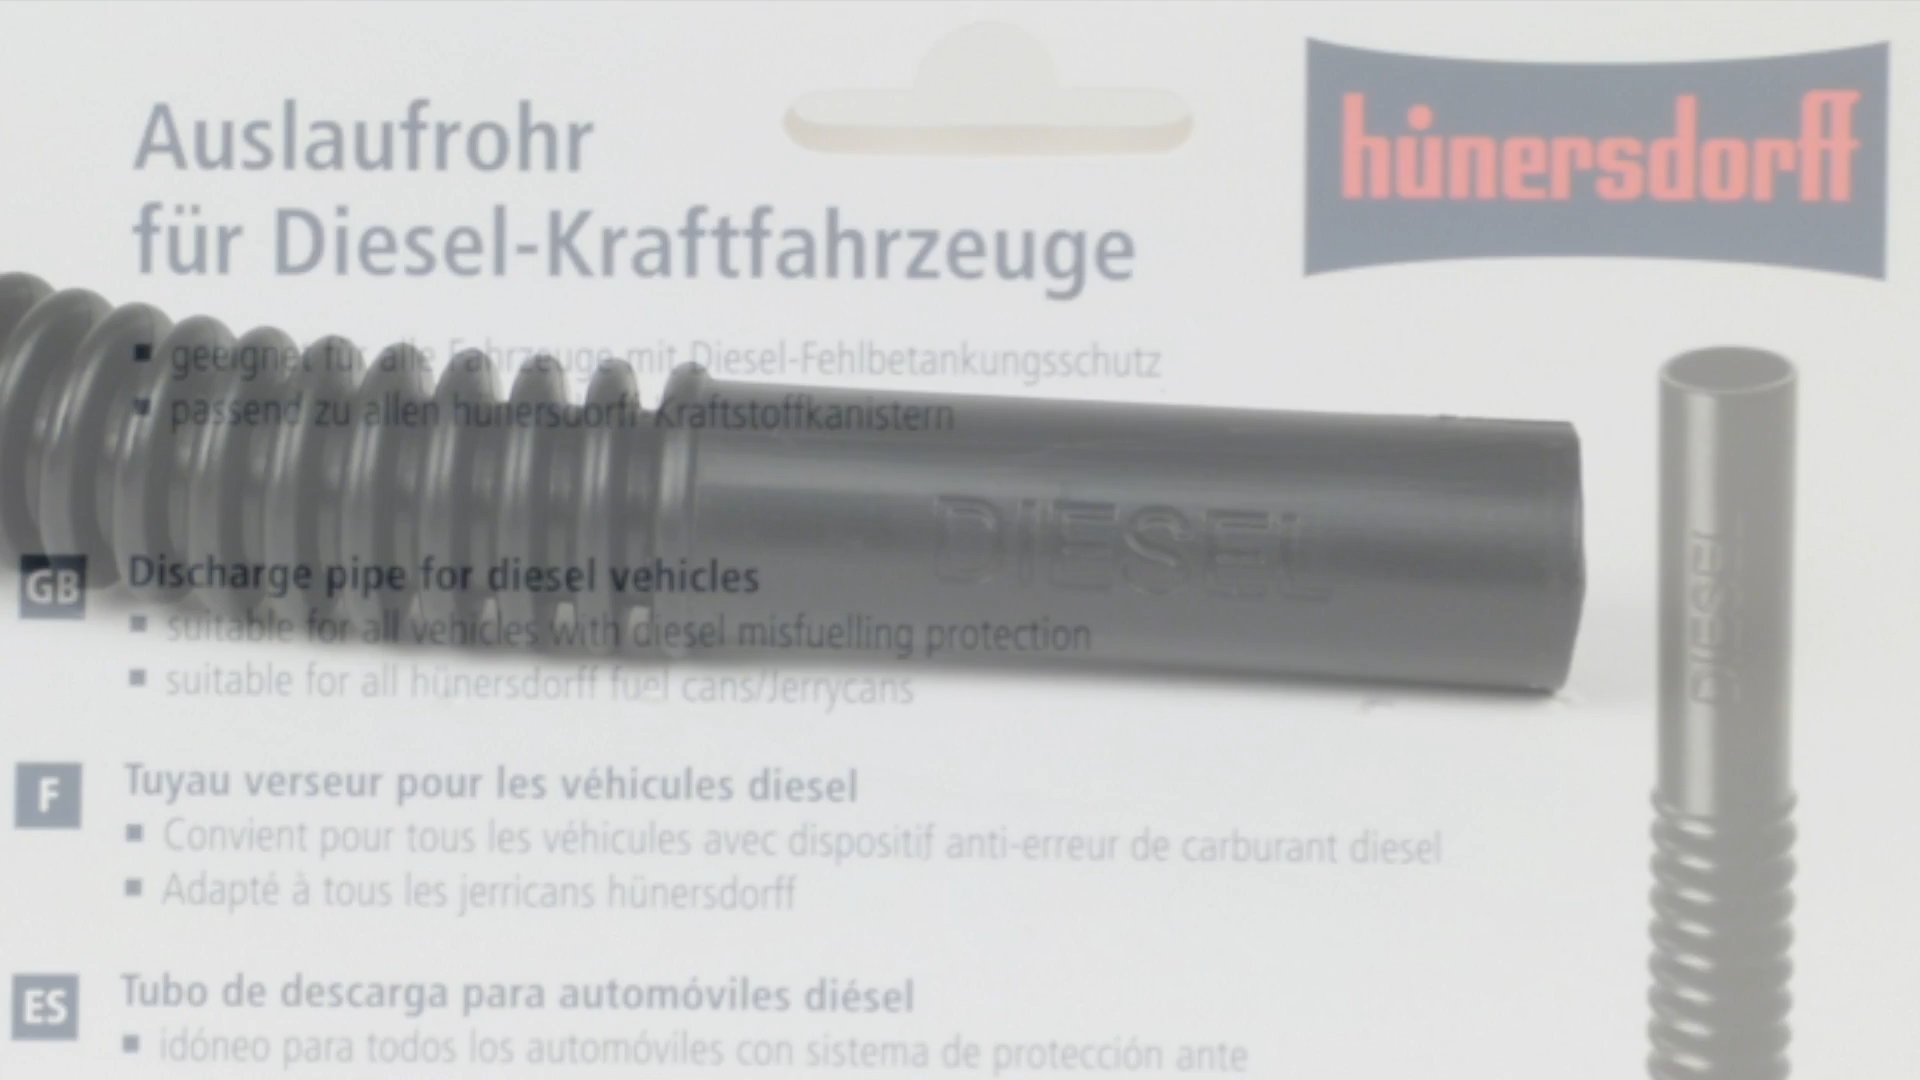 hünersdorff
Auslaufrohr
für Diesel-Kraftfahrzeuge
▪ geeignet für alle Fahrzeuge mit Diesel-Fehlbetankungsschutz
▪ passend zu allen hünersdorff-Kraftstoffkanistern
DIESEL
DIESEL
GB Discharge pipe for diesel vehicles
▪ suitable for all vehicles with diesel misfuelling protection
▪ suitable for all hünersdorff fuel cans/Jerrycans
F Tuyau verseur pour les véhicules diesel
▪ Convient pour tous les véhicules avec dispositif anti-erreur de carburant diesel
▪ Adapté à tous les jerricans hünersdorff
ES Tubo de descarga para automóviles diésel
▪ idóneo para todos los automóviles con sistema de protección ante